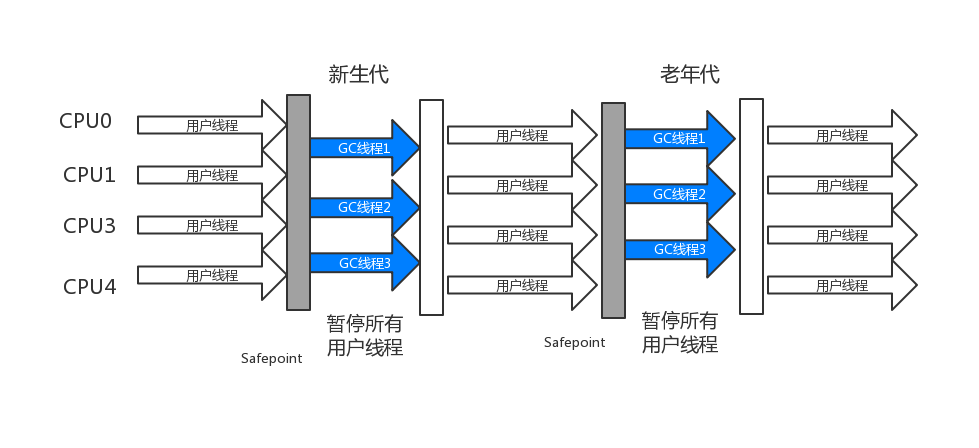 新生代
老年代
CPU0
用户线程
GC线程1
用户线程
GC线程1
用户线程
CPU1
用户线程
GC线程2
用户线程
GC线程2
用户线程
CPU3
用户线程
GC线程3
用户线程
GC线程3
用户线程
CPU4
用户线程
用户线程
用户线程
暂停所有
用户线程
暂停所有
用户线程
Safepoint
Safepoint